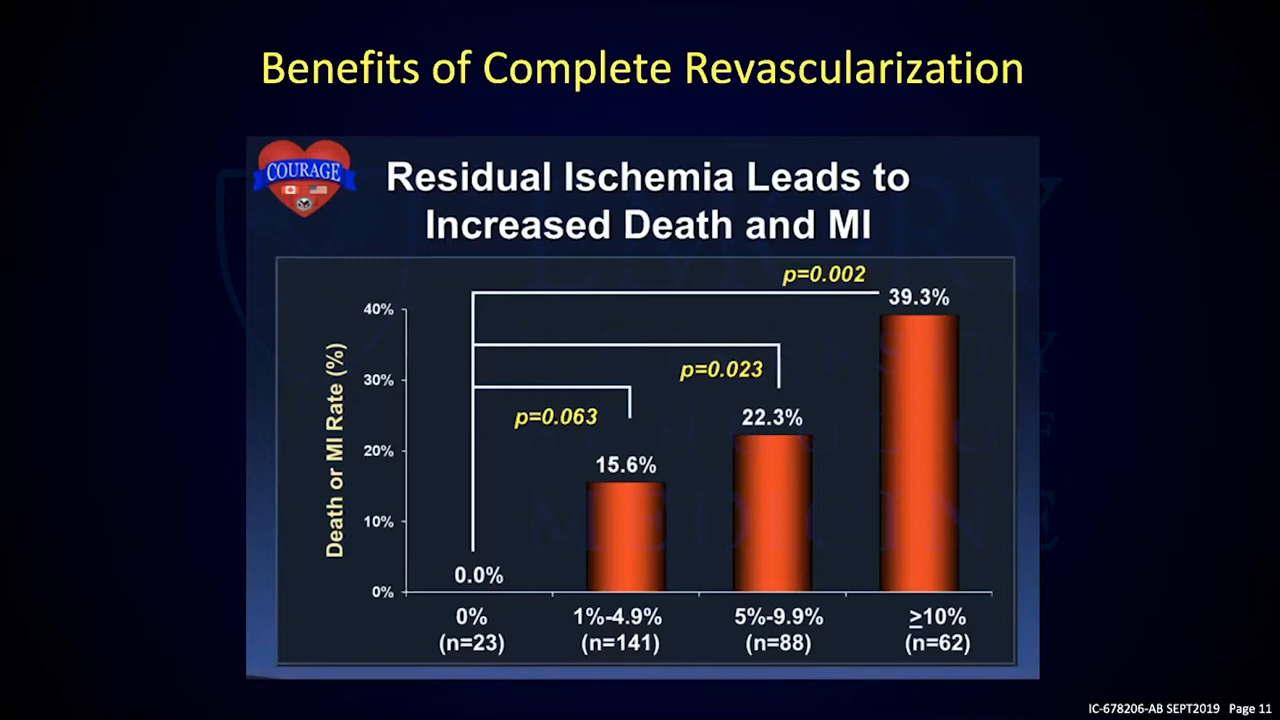 Benefits of Complete Revascularization
COURAGE
Residual Ischemia Leads to
Increased Death and MI
p=0.002
39.3%
40%
p=0.023
30%
p=0.063
22.3%
20%
15.6%
10%
0.0%
0%
Death or MI Rate (%)
0% 1%-4.9% 5%-9.9% ≥10%
(n=23) (n=141) (n=88) (n=62)
EMORY
MEDICINE
IC-678206-AB SEPT2019 Page 11